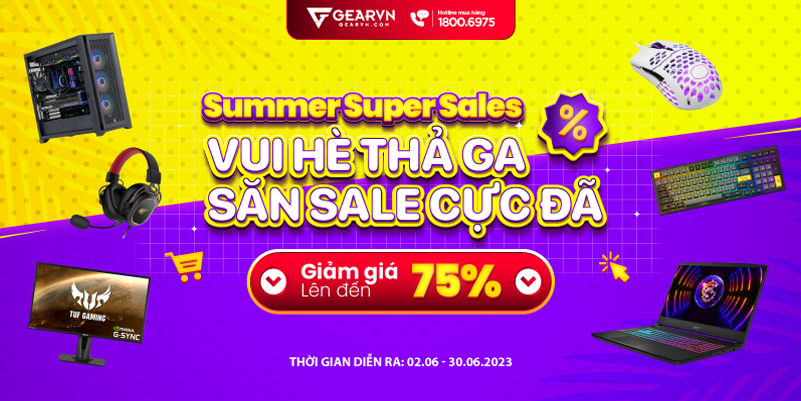 GEARVN
GEARVN.COM
Hotline mua hàng
1800.6975
Summer Super Sales
%
VUI HÈ THẢ GA
SĂN SALE CỰC ĐÃ
Giảm giá
Lên đến
75%
TUF GAMING
NVIDIA
G-SYNC
THỜI GIAN DIỄN RA: 02.06 - 30.06.2023